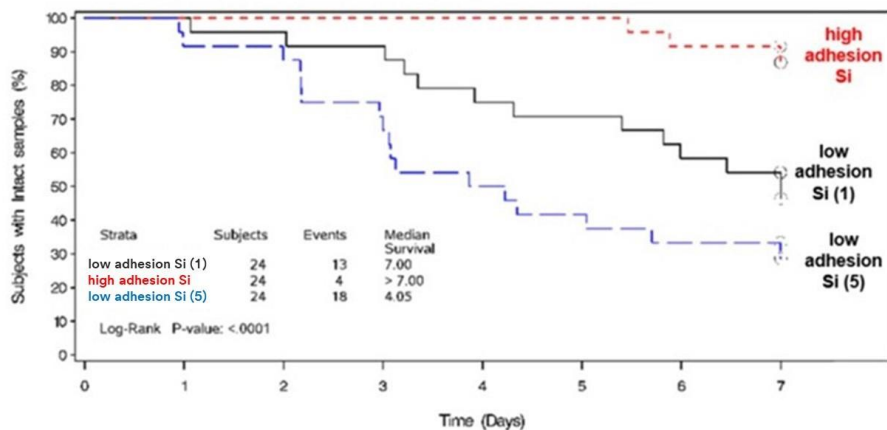 100
90
80
70
60
50
40
30
20
10
0
Subjects with Intact samples (%)
high
adhesion
Si
low
adhesion
Si (1)
low
adhesion
Si (5)
Strata Subjects Events Median
Survival
low adhesion Si (1) 24 13 7.00
high adhesion Si 24 4 > 7.00
low adhesion Si (5) 24 18 4.05
Log-Rank P-value: <.0001
0 1 2 3 4 5 6 7
Time (Days)